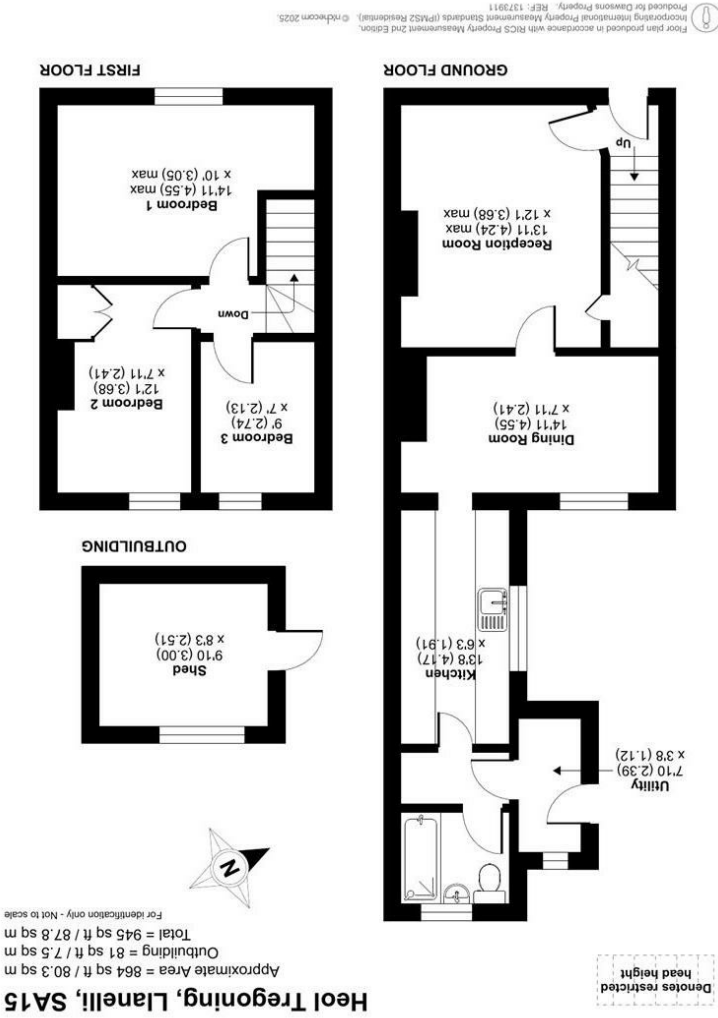 Heol Tregoning, Llanelli, SA15
Approximate Area = 864 sq ft / 80.3 sq m
Outbuilding = 81 sq ft / 7.5 sq m
Total = 945 sq ft / 87.8 sq m
For identification only - Not to scale
Denotes restricted
head height
N
Utility
7'10 (2.39)
x 3'8 (1.12)
Kitchen
13'8 (4.17)
x 6'3 (1.91)
Shed
9'10 (3.00)
x 8'3 (2.51)
OUTBUILDING
Dining Room
14'11 (4.55)
x 7'11 (2.41)
Bedroom 3
9' (2.74)
x 7' (2.13)
Bedroom 2
12'1 (3.68)
x 7'11 (2.41)
Down
Reception Room
13'11 (4.24) max
x 12'1 (3.68) max
Up
Bedroom 1
14'11 (4.55) max
x 10' (3.05) max
GROUND FLOOR
FIRST FLOOR
Floor plan produced in accordance with RICS Property Measurement 2nd Edition,
Incorporating International Property Measurement Standards (IPMS2 Residential). © nichecom 2025.
Produced for Dawsons Property. REF: 1373911